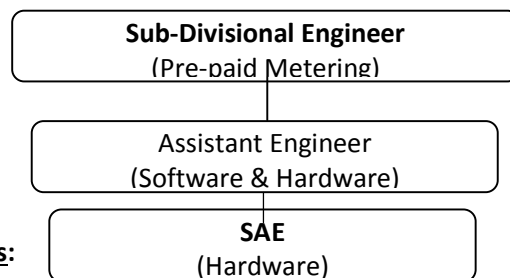 Sub-Divisional Engineer
(Pre-paid Metering)
Assistant Engineer
(Software & Hardware)
SAE
s:
(Hardware)